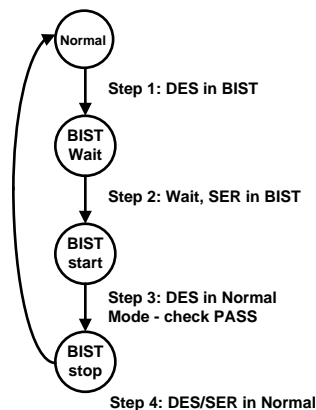 Normal
Step 1: DES in BIST
BIST
Wait
Step 2: Wait, SER in BIST
BIST
start
Step 3: DES in Normal
Mode - check PASS
BIST
stop
Step 4: DES/SER in Normal